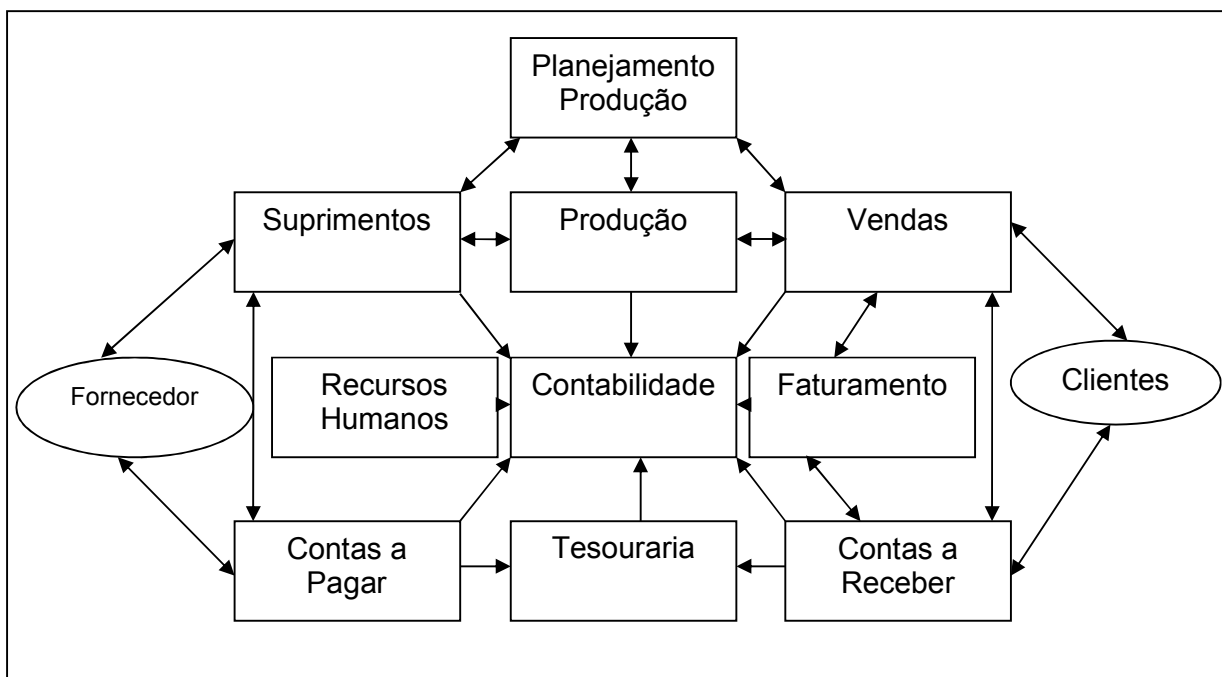 Planejamento
Produção
Suprimentos
Produção
Vendas
Fornecedor
Recursos
Humanos
Contabilidade
Faturamento
Clientes
Contas a
Pagar
Tesouraria
Contas a
Receber